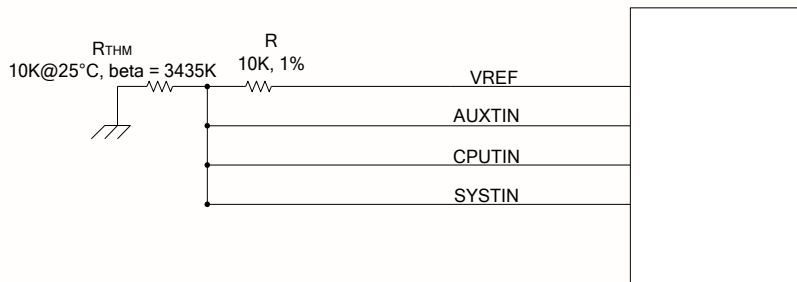 RTHM
10K@25°C, beta = 3435K
R
10K, 1%
VREF
AUXTIN
CPUTIN
SYSTIN